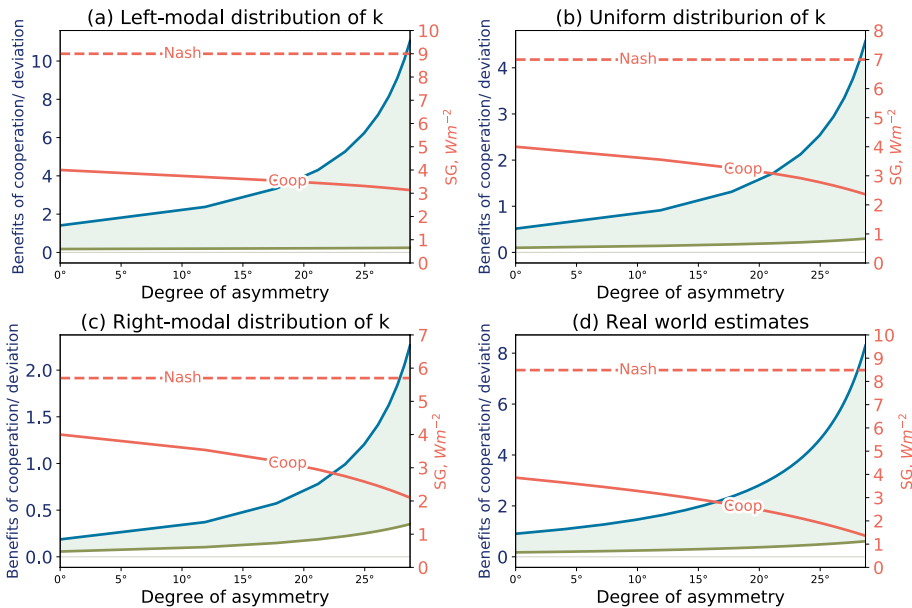 (a) Left-modal distribution of k
Benefits of cooperation/ deviation
10
8
6
4
2
0
Nash
Coop
10
9
8
7
6
5
4
3
2
1
0
SG, Wm⁻²
0° 5° 10° 15° 20° 25°
Degree of asymmetry
(b) Uniform distriburion of k
Benefits of cooperation/ deviation
4
3
2
1
0
Nash
Coop
8
7
6
5
4
3
2
1
0
SG, Wm⁻²
0° 5° 10° 15° 20° 25°
Degree of asymmetry
(c) Right-modal distribution of k
Benefits of cooperation/ deviation
2.0
1.5
1.0
0.5
0.0
Nash
Coop
7
6
5
4
3
2
1
0
SG, Wm⁻²
0° 5° 10° 15° 20° 25°
Degree of asymmetry
(d) Real world estimates
Benefits of cooperation/ deviation
8
6
4
2
0
Nash
Coop
10
9
8
7
6
5
4
3
2
1
0
SG, Wm⁻²
0° 5° 10° 15° 20° 25°
Degree of asymmetry